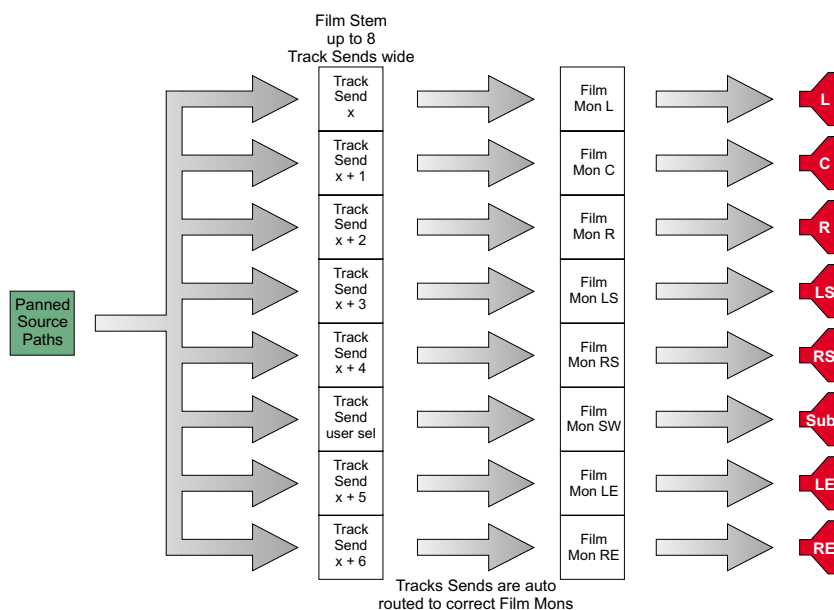 Film Stem
up to 8
Track Sends wide
Panned
Source
Paths
Track
Send
x
Film
Mon L
L
Track
Send
x + 1
Film
Mon C
C
Track
Send
x + 2
Film
Mon R
R
Track
Send
x + 3
Film
Mon LS
LS
Track
Send
x + 4
Film
Mon RS
RS
Track
Send
user sel
Film
Mon SW
Sub
Track
Send
x + 5
Film
Mon LE
LE
Track
Send
x + 6
Film
Mon RE
RE
Tracks Sends are auto
routed to correct Film Mons